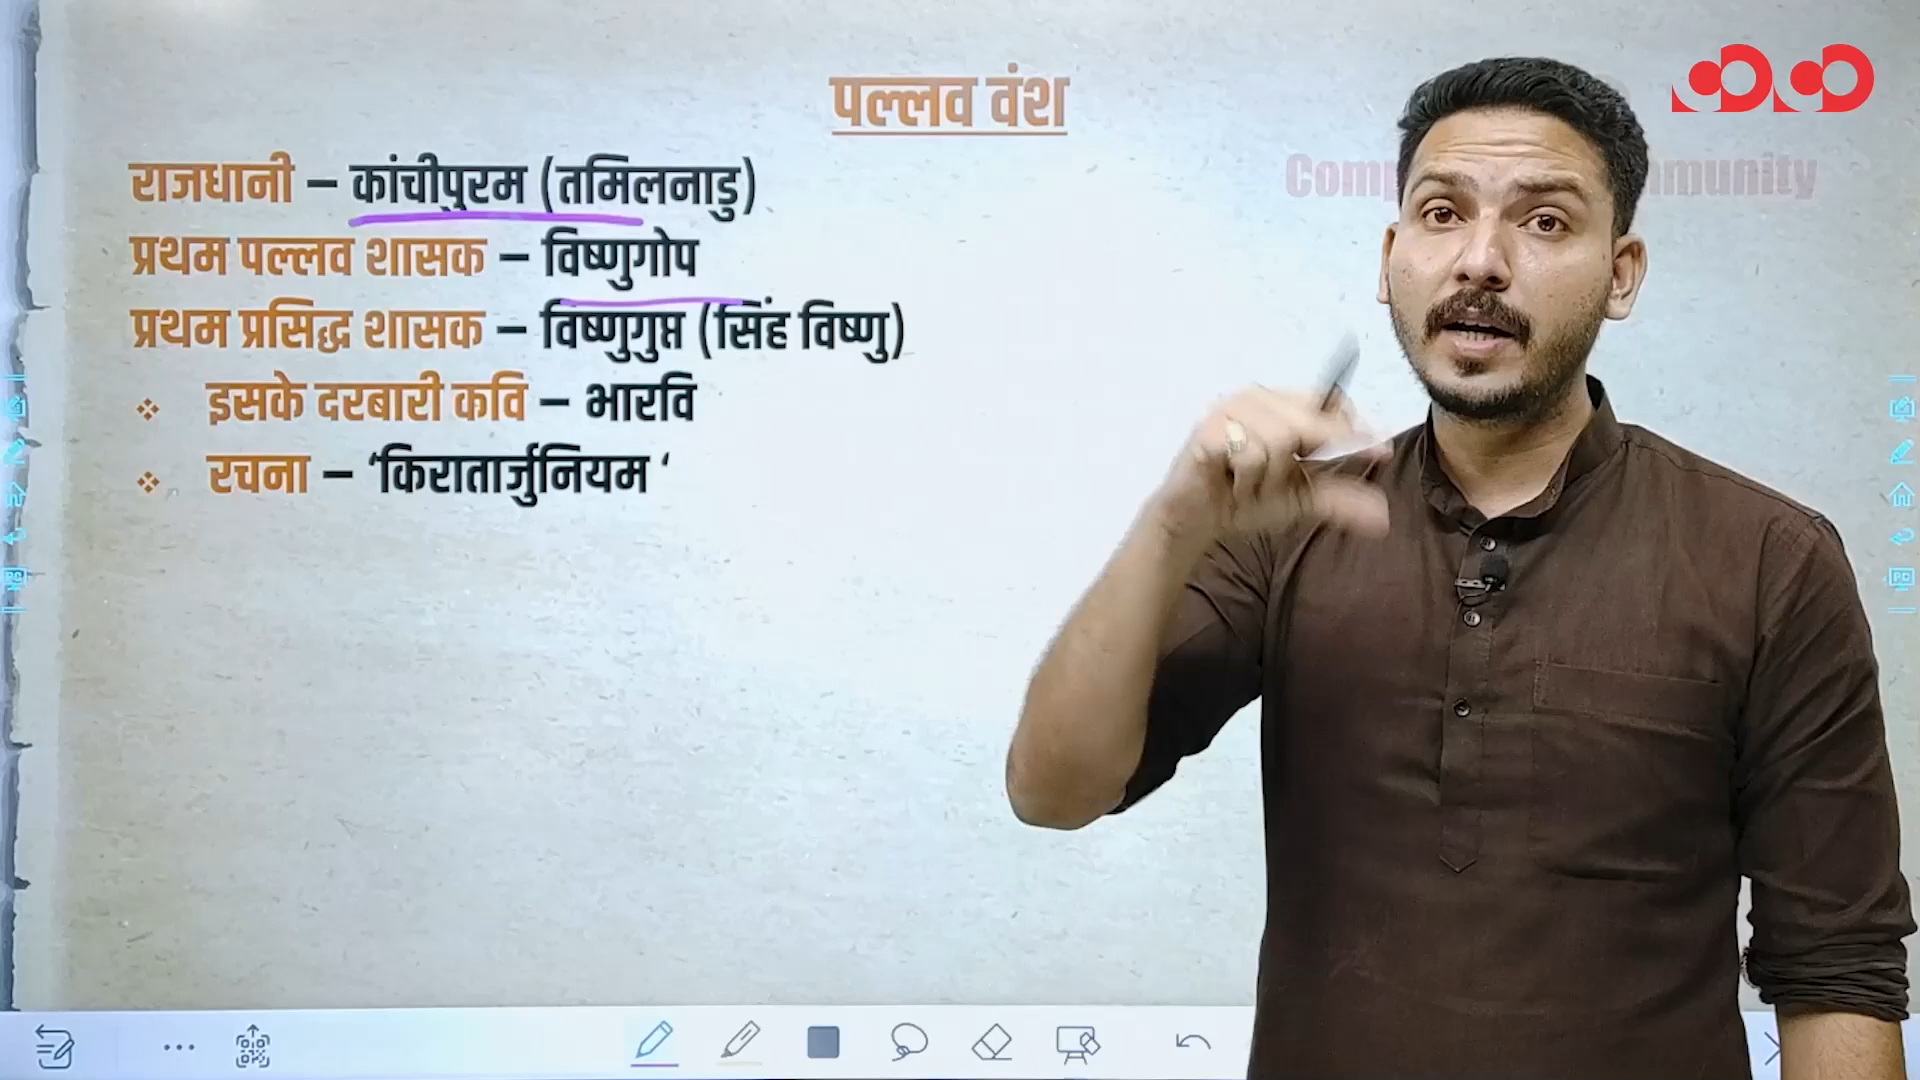 पल्लव वंश
राजधानी – कांचीपुरम (तमिलनाडु)
प्रथम पल्लव शासक – विष्णुगोप
प्रथम प्रसिद्ध शासक – विष्णुगुप्त (सिंह विष्णु)
❖ इसके दरबारी कवि – भारवि
❖ रचना – ‘किरातार्जुनियम ‘